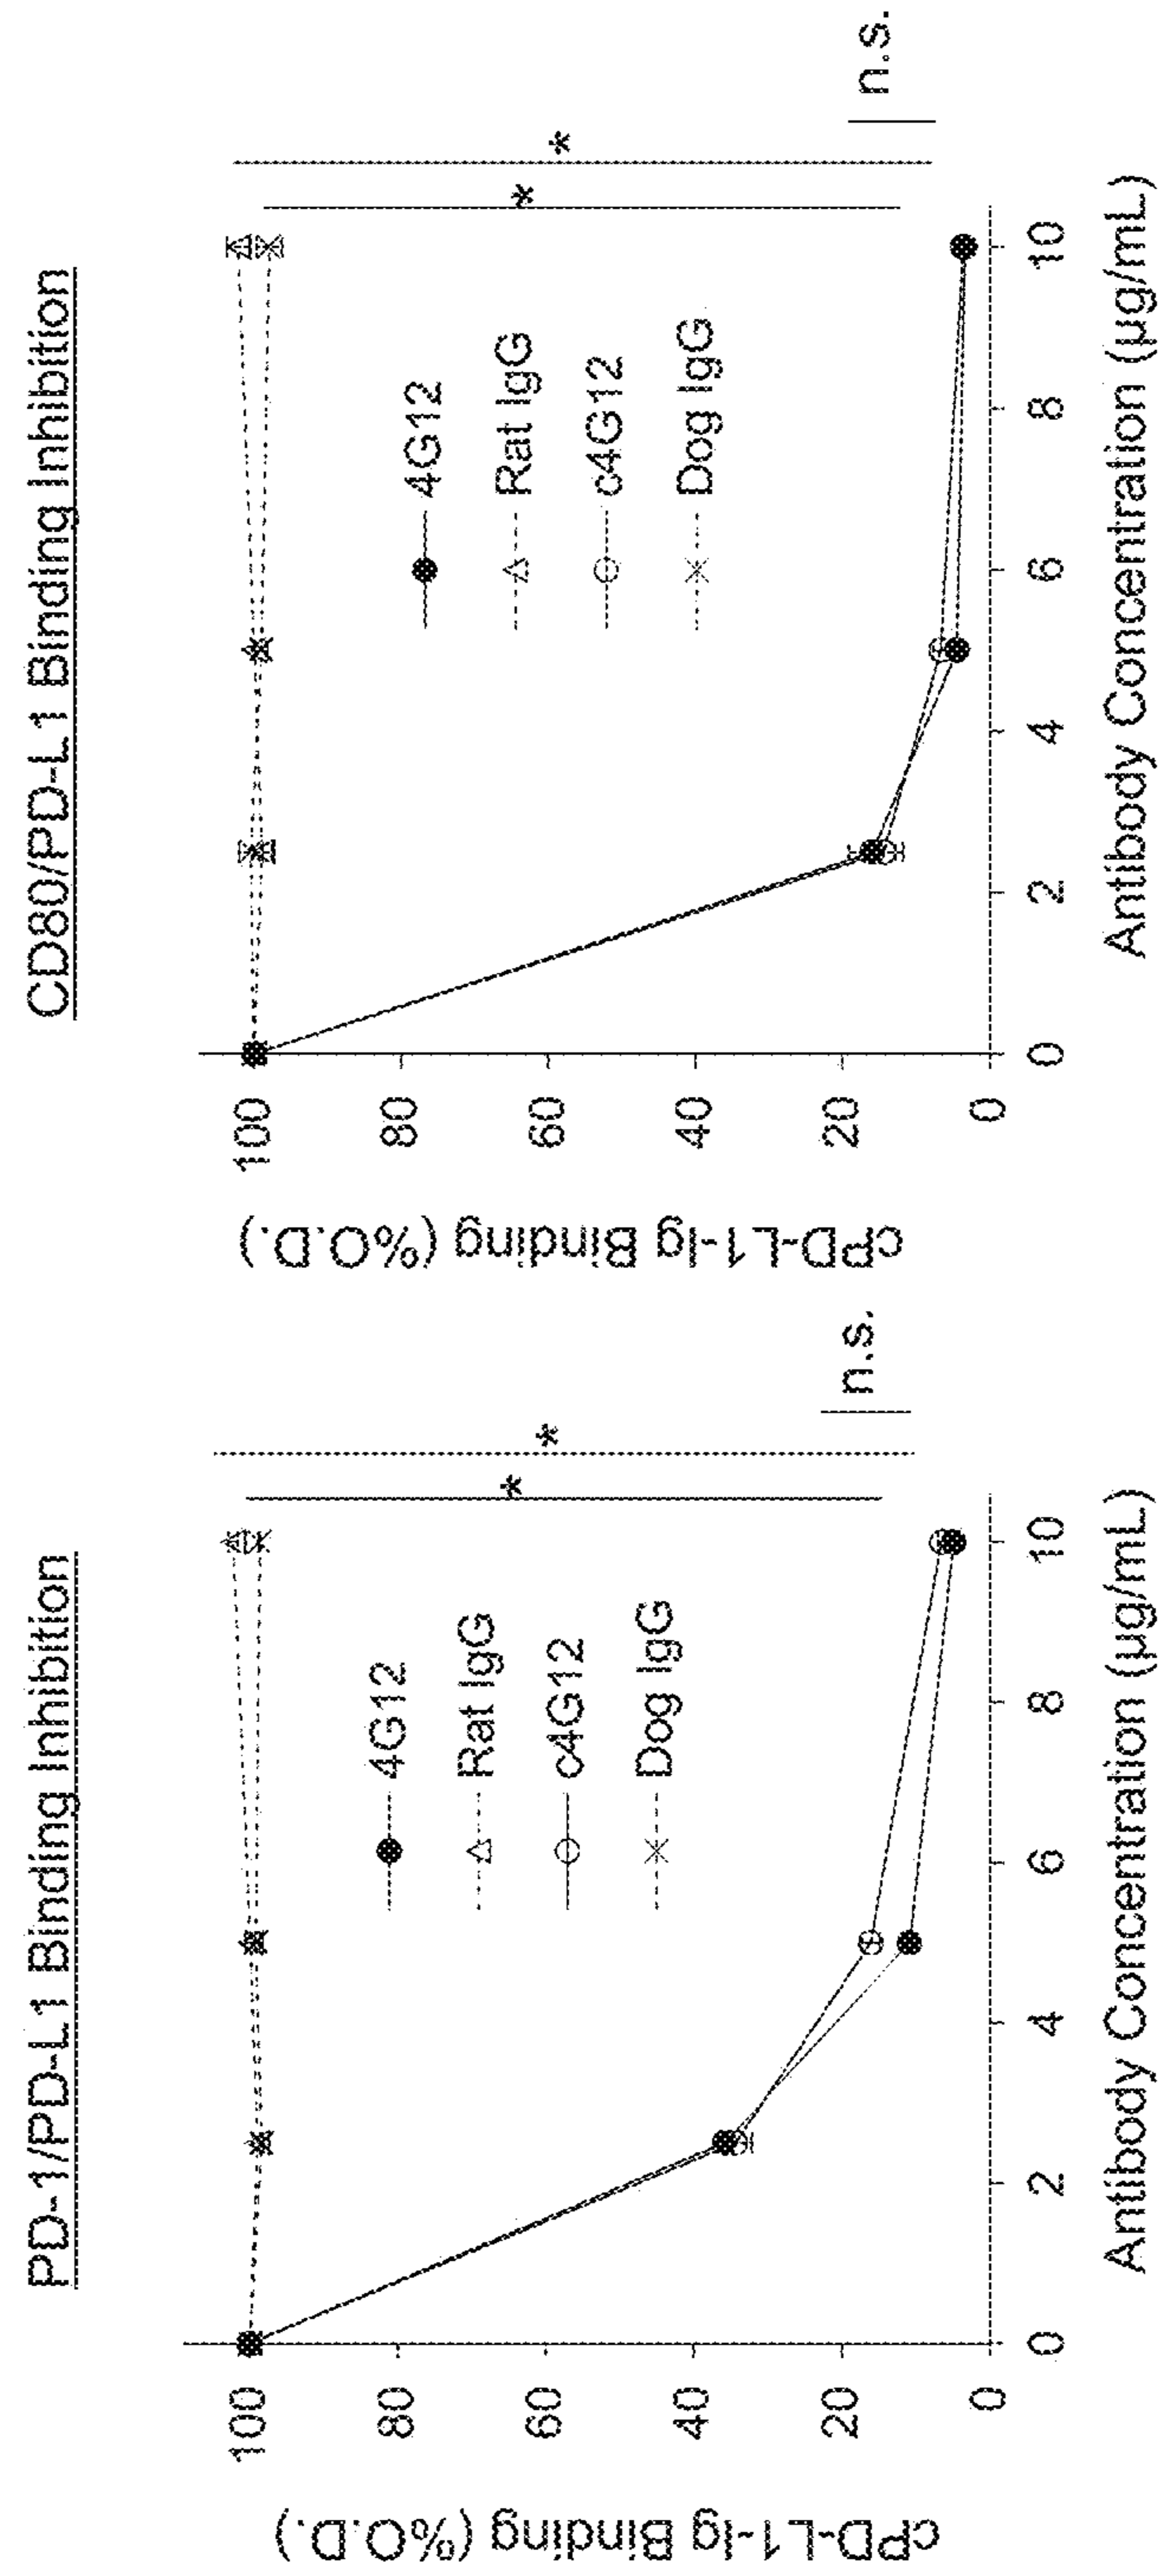 PD-1/PD-L1 Binding Inhibition
cPD-L1-Ig Binding (%O.D.)
100
80
60
40
20
0
0
2
4
6
8
10
Antibody Concentration (µg/mL)
4G12
Rat IgG
c4G12
Dog IgG
*
*
n.s.
CD80/PD-L1 Binding Inhibition
cPD-L1-Ig Binding (%O.D.)
100
80
60
40
20
0
0
2
4
6
8
10
Antibody Concentration (µg/mL)
4G12
Rat IgG
c4G12
Dog IgG
*
*
n.s.